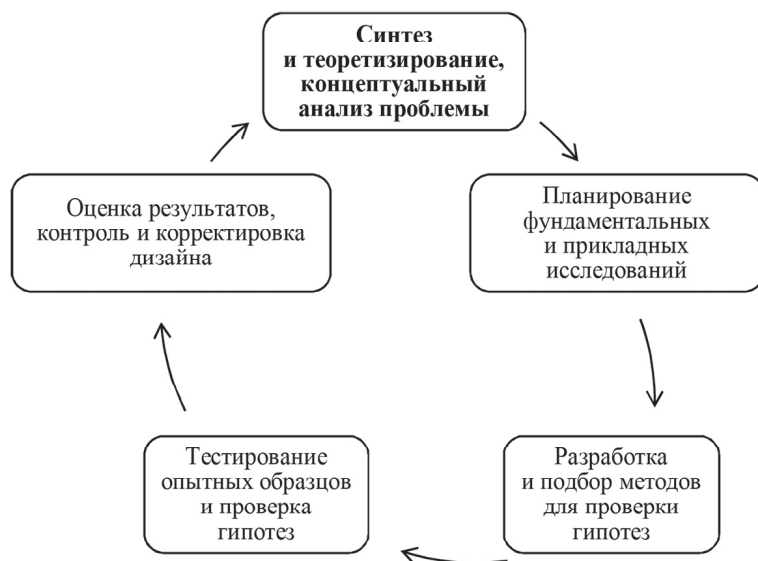 Синтез
и теоретизирование,
концептуальный
анализ проблемы
Планирование
фундаментальных
и прикладных
исследований
Разработка
и подбор методов
для проверки
гипотез
Тестирование
опытных образцов
и проверка
гипотез
Оценка результатов,
контроль и корректировка
дизайна